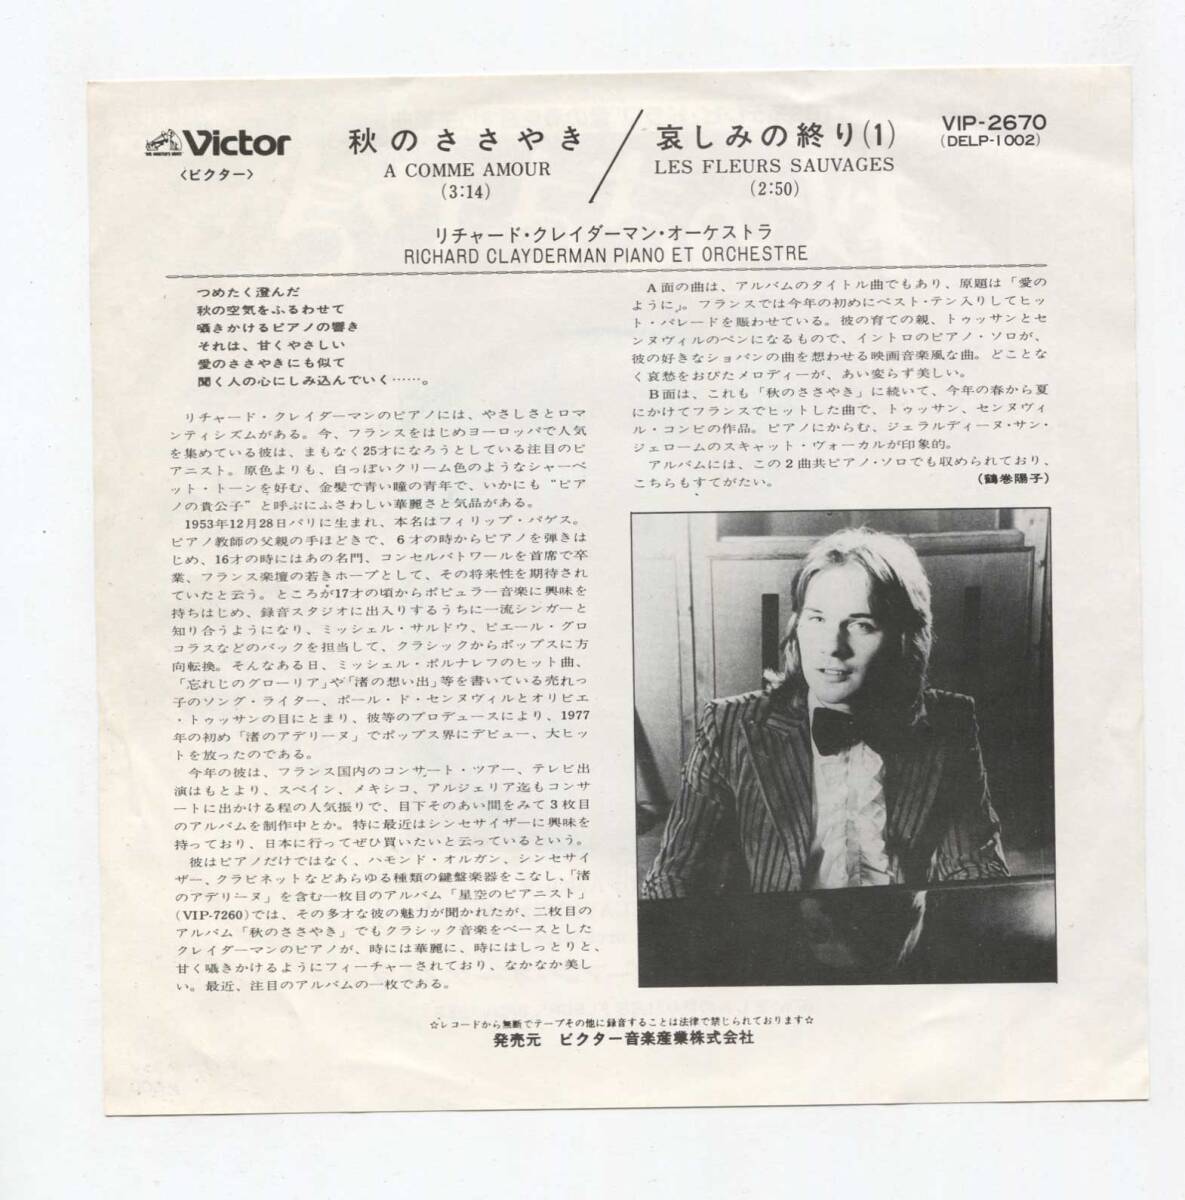 Victor
〈ビクター〉
秋のささやき
A COMME AMOUR
(3:14)
哀しみの終り(1)
LES FLEURS SAUVAGES
(2:50)
VIP-2670
(DELP-1002)
リチャード・クレイダーマン・オーケストラ
RICHARD CLAYDERMAN PIANO ET ORCHESTRE
つめたく澄んだ
秋の空気をふるわせて
囁きかけるピアノの響き
それは、甘くやさしい
愛のささやきにも似て
聞く人の心にしみ込んでいく……。
リチャード・クレイダーマンのピアノには、やさしさとロマ
ンティシズムがある。今、フランスをはじめヨーロッパで人気
を集めている彼は、まもなく25才になろうとしている注目のピ
アニスト。原色よりも、白っぽいクリーム色のようなシャーベ
ット・トーンを好む、金髪で青い瞳の青年で、いかにも“ピア
ノの貴公子”と呼ぶにふさわしい華麗さと気品がある。
1953年12月28日パリに生まれ、本名はフィリップ・パゲス。
ピアノ教師の父親の手ほどきで、6才の時からピアノを弾きは
じめ、16才の時にはあの名門、コンセルバトワールを首席で卒
業、フランス楽壇の若きホープとして、その将来性を期待され
ていたと云う。ところが17才の頃からポピュラー音楽に興味を
持ちはじめ、録音スタジオに出入りするうちに一流シンガーと
知り合うようになり、ミッシェル・サルドゥ、ピエール・グロ
コラスなどのバックを担当して、クラシックからポップスに方
向転換。そんなある日、ミッシェル・ポルナレフのヒット曲、
「忘れじのグローリア」や「渚の想い出」等を書いている売れっ
子のソング・ライター、ポール・ド・センヌヴィルとオリビエ
・トゥッサンの目にとまり、彼等のプロデュースにより、1977
年の初め「渚のアデリーヌ」でポップス界にデビュー、大ヒッ
トを放ったのである。
今年の彼は、フランス国内のコンサート・ツアー、テレビ出
演はもとより、スペイン、メキシコ、アルジェリア迄もコンサ
ートに出かける程の人気振りで、目下そのあい間をみて3枚目
のアルバムを制作中とか。特に最近はシンセサイザーに興味を
持っており、日本に行ってぜひ買いたいと云っているという。
彼はピアノだけではなく、ハモンド・オルガン、シンセサイ
ザー、クラビネットなどあらゆる種類の鍵盤楽器をこなし、「渚
のアデリーヌ」を含む一枚目のアルバム「星空のピアニスト」
(VIP-7260)では、その多才な彼の魅力が聞かれたが、二枚目の
アルバム「秋のささやき」でもクラシック音楽をベースとした
クレイダーマンのピアノが、時には華麗に、時にはしっとりと、
甘く囁きかけるようにフィーチャーされており、なかなか美し
い。最近、注目のアルバムの一枚である。
A面の曲は、アルバムのタイトル曲でもあり、原題は「愛の
ように」。フランスでは今年の初めにベスト・テン入りしてヒッ
ト・パレードを賑わせている。彼の育ての親、トゥッサンとセ
ンヌヴィルのペンになるもので、イントロのピアノ・ソロが、
彼の好きなショパンの曲を想わせる映画音楽風な曲。どことな
く哀愁をおびたメロディーが、あい変らず美しい。
B面は、これも「秋のささやき」に続いて、今年の春から夏
にかけてフランスでヒットした曲で、トゥッサン、センヌヴィ
ル・コンビの作品。ピアノにからむ、ジェラルディーヌ・サン・
ジェロームのスキャット・ヴォーカルが印象的。
アルバムには、この2曲共ピアノ・ソロでも収められており、
こちらもすてがたい。
(鶴巻陽子)
☆レコードから無断でテープその他に録音することは法律で禁じられております☆
発売元　ビクター音楽産業株式会社